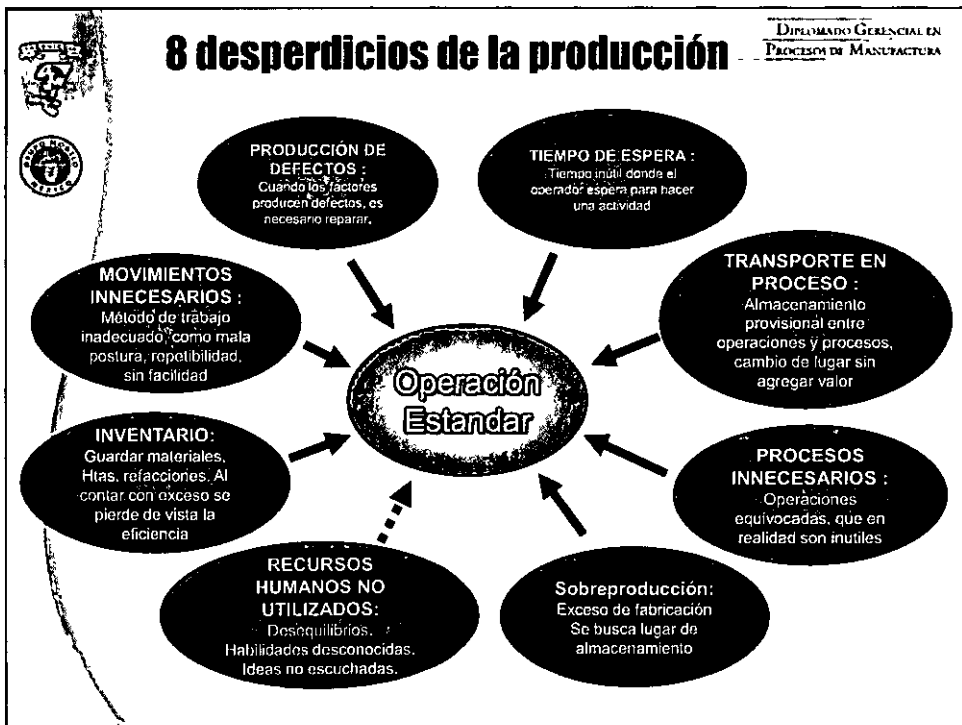 8 desperdicios de la producción
DIPLOMADO GERENCIAL EN
PROCESOS DE MANUFACTURA
PRODUCCIÓN DE
DEFECTOS :
Cuando los factores
producen defectos, es
necesario reparar.
TIEMPO DE ESPERA :
Tiempo inútil donde el
operador espera para hacer
una actividad
MOVIMIENTOS
INNECESARIOS :
Método de trabajo
inadecuado, como mala
postura, repetibilidad,
sin facilidad
TRANSPORTE EN
PROCESO :
Almacenamiento
provisional entre
operaciones y procesos,
cambio de lugar sin
agregar valor
Operación
Estandar
INVENTARIO:
Guardar materiales,
Htas, refacciones. Al
contar con exceso se
pierde de vista la
eficiencia
PROCESOS
INNECESARIOS :
Operaciones
equivocadas, que en
realidad son inutiles
RECURSOS
HUMANOS NO
UTILIZADOS:
Desequilibrios.
Habilidades desconocidas.
Ideas no escuchadas.
Sobreproducción:
Exceso de fabricación
Se busca lugar de
almacenamiento